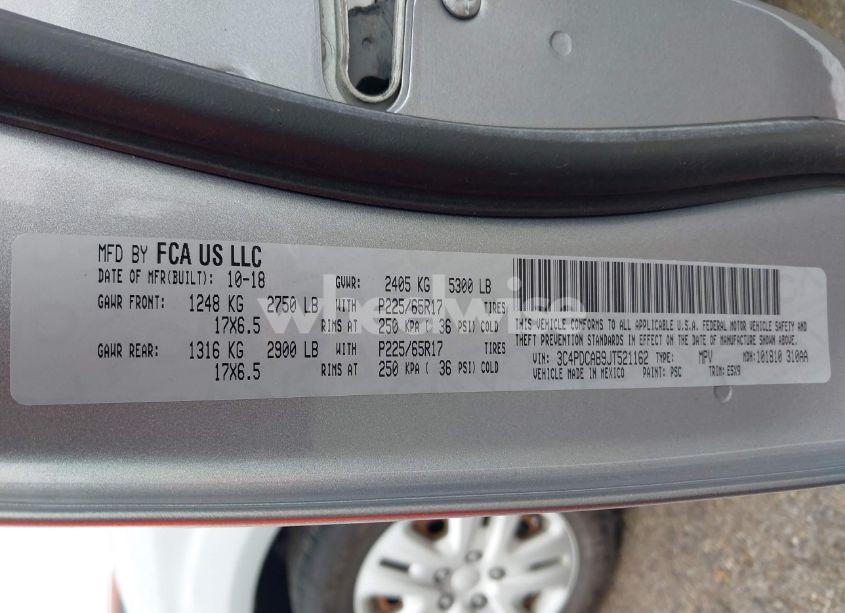 MFD BY FCA US LLC
DATE OF MFR(BUILT): 10-18 GVWR: 2405 KG 5300 LB
GAWR FRONT: 1248 KG 2750 LB WITH P225/65R17 TIRES
17X6.5 RIMS AT 250 KPA ( 36 PSI) COLD
GAWR REAR: 1316 KG 2900 LB WITH P225/65R17 TIRES
17X6.5 RIMS AT 250 KPA ( 36 PSI) COLD
THIS VEHICLE CONFORMS TO ALL APPLICABLE U.S.A. FEDERAL MOTOR VEHICLE SAFETY AND
THEFT PREVENTION STANDARDS IN EFFECT ON THE DATE OF MANUFACTURE SHOWN ABOVE.
VIN: 3C4PDCAB9JT521162 TYPE: MPV MDH: 101810 310AA
VEHICLE MADE IN MEXICO PAINT: PSC TRIM: E5X9
wheelwise